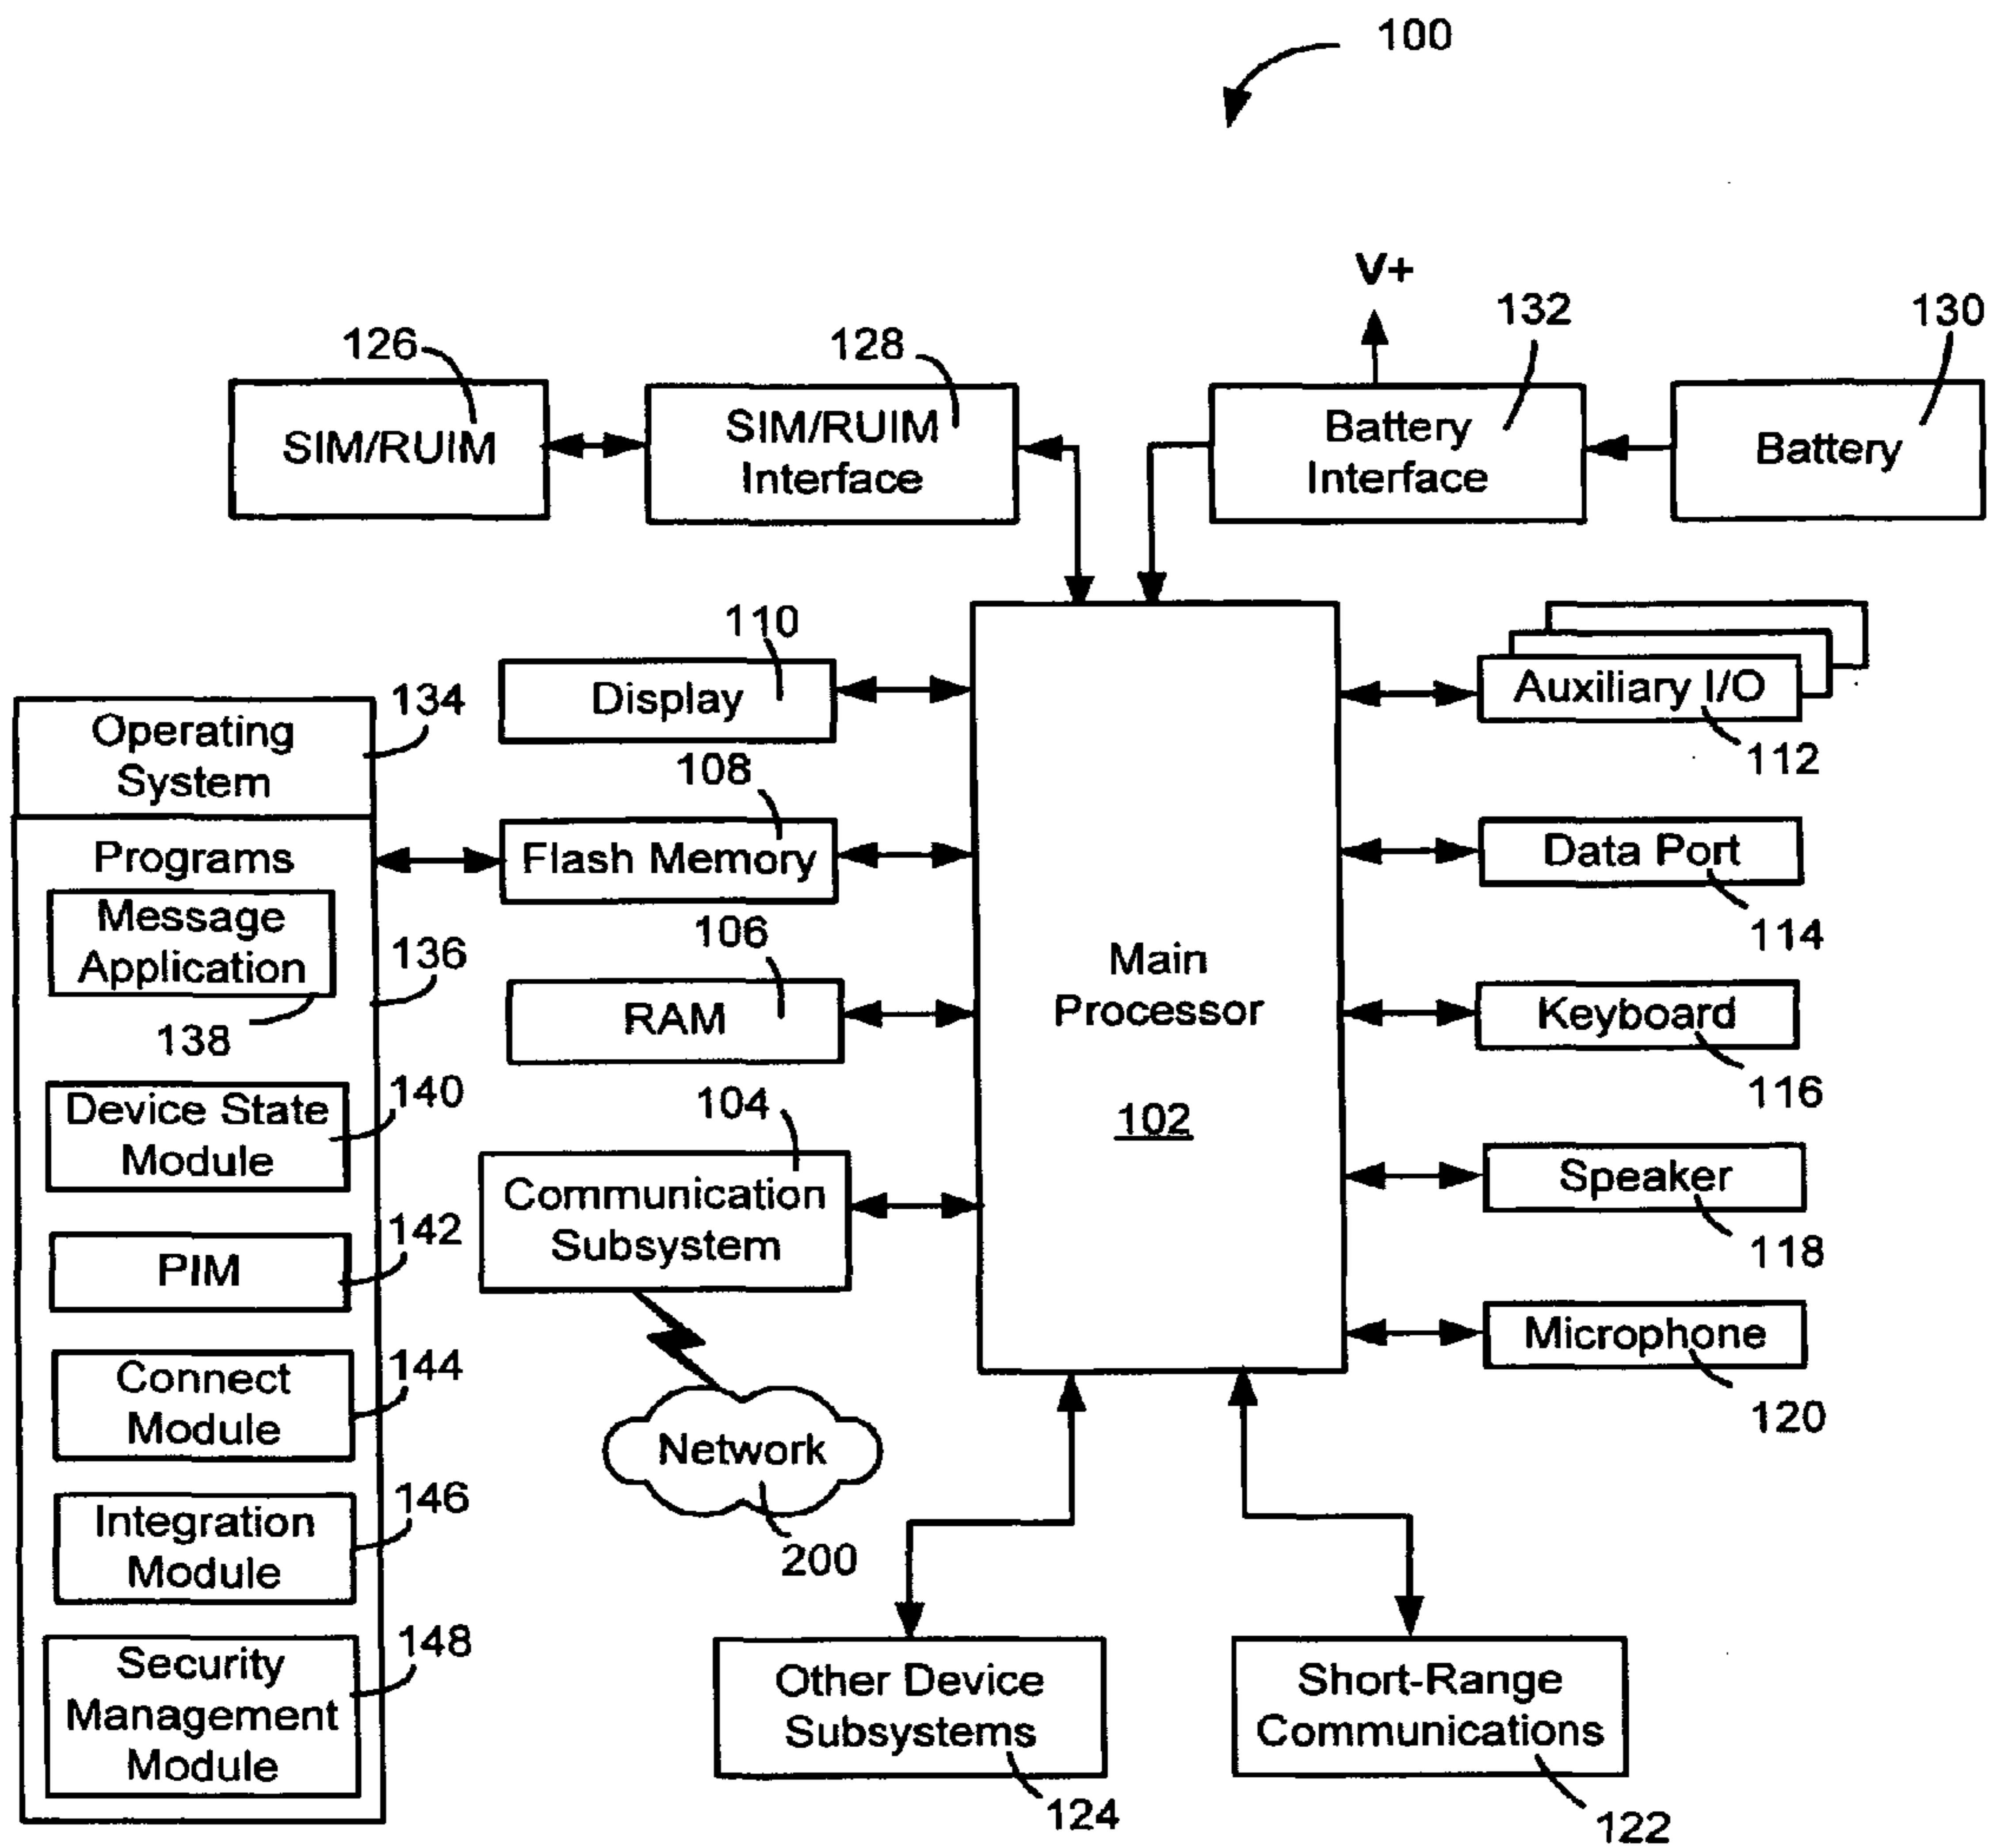 100
V+
126
128
132
130
SIM/RUIM
SIM/RUIM
Interface
Battery
Interface
Battery
110
Display
Auxiliary I/O
112
134
Operating
System
108
Flash Memory
Data Port
114
Programs
Message
Application
138
136
106
RAM
Main
Processor
102
Keyboard
116
140
Device State
Module
104
Communication
Subsystem
Speaker
118
142
PIM
Microphone
120
144
Connect
Module
Network
200
146
Integration
Module
148
Security
Management
Module
Other Device
Subsystems
124
Short-Range
Communications
122